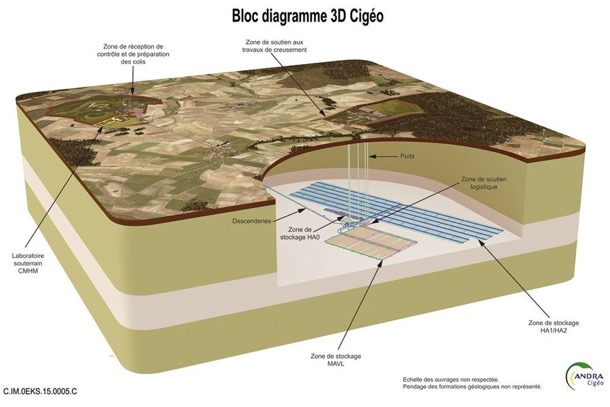 Bloc diagramme 3D Cigéo
Zone de réception de
contrôle et de préparation
des colis
Zone de soutien aux
travaux de creusement
Puits
Zone de soutien
logistique
Descenderies
Zone de
stockage HA0
Laboratoire
souterrain
CMHM
Zone de stockage
HA1/HA2
Zone de stockage
MAVL
Echelle des ouvrages non respectée.
Pendage des formations géologiques non représenté.
ANDRA
Cigéo
C.IM.0EKS.15.0005.C